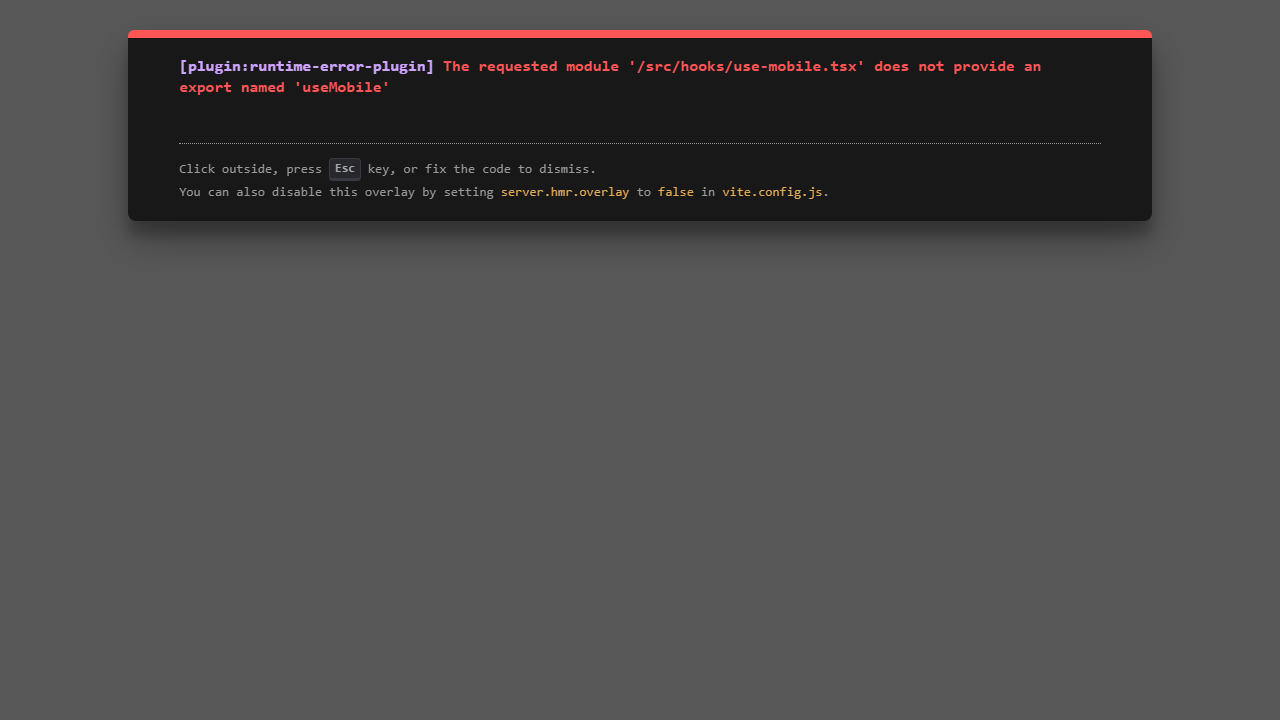 [plugin:runtime-error-plugin] The requested module '/src/hooks/use-mobile.tsx' does not provide an
export named 'useMobile'
Click outside, press Esc key, or fix the code to dismiss.
You can also disable this overlay by setting server.hmr.overlay to false in vite.config.js.